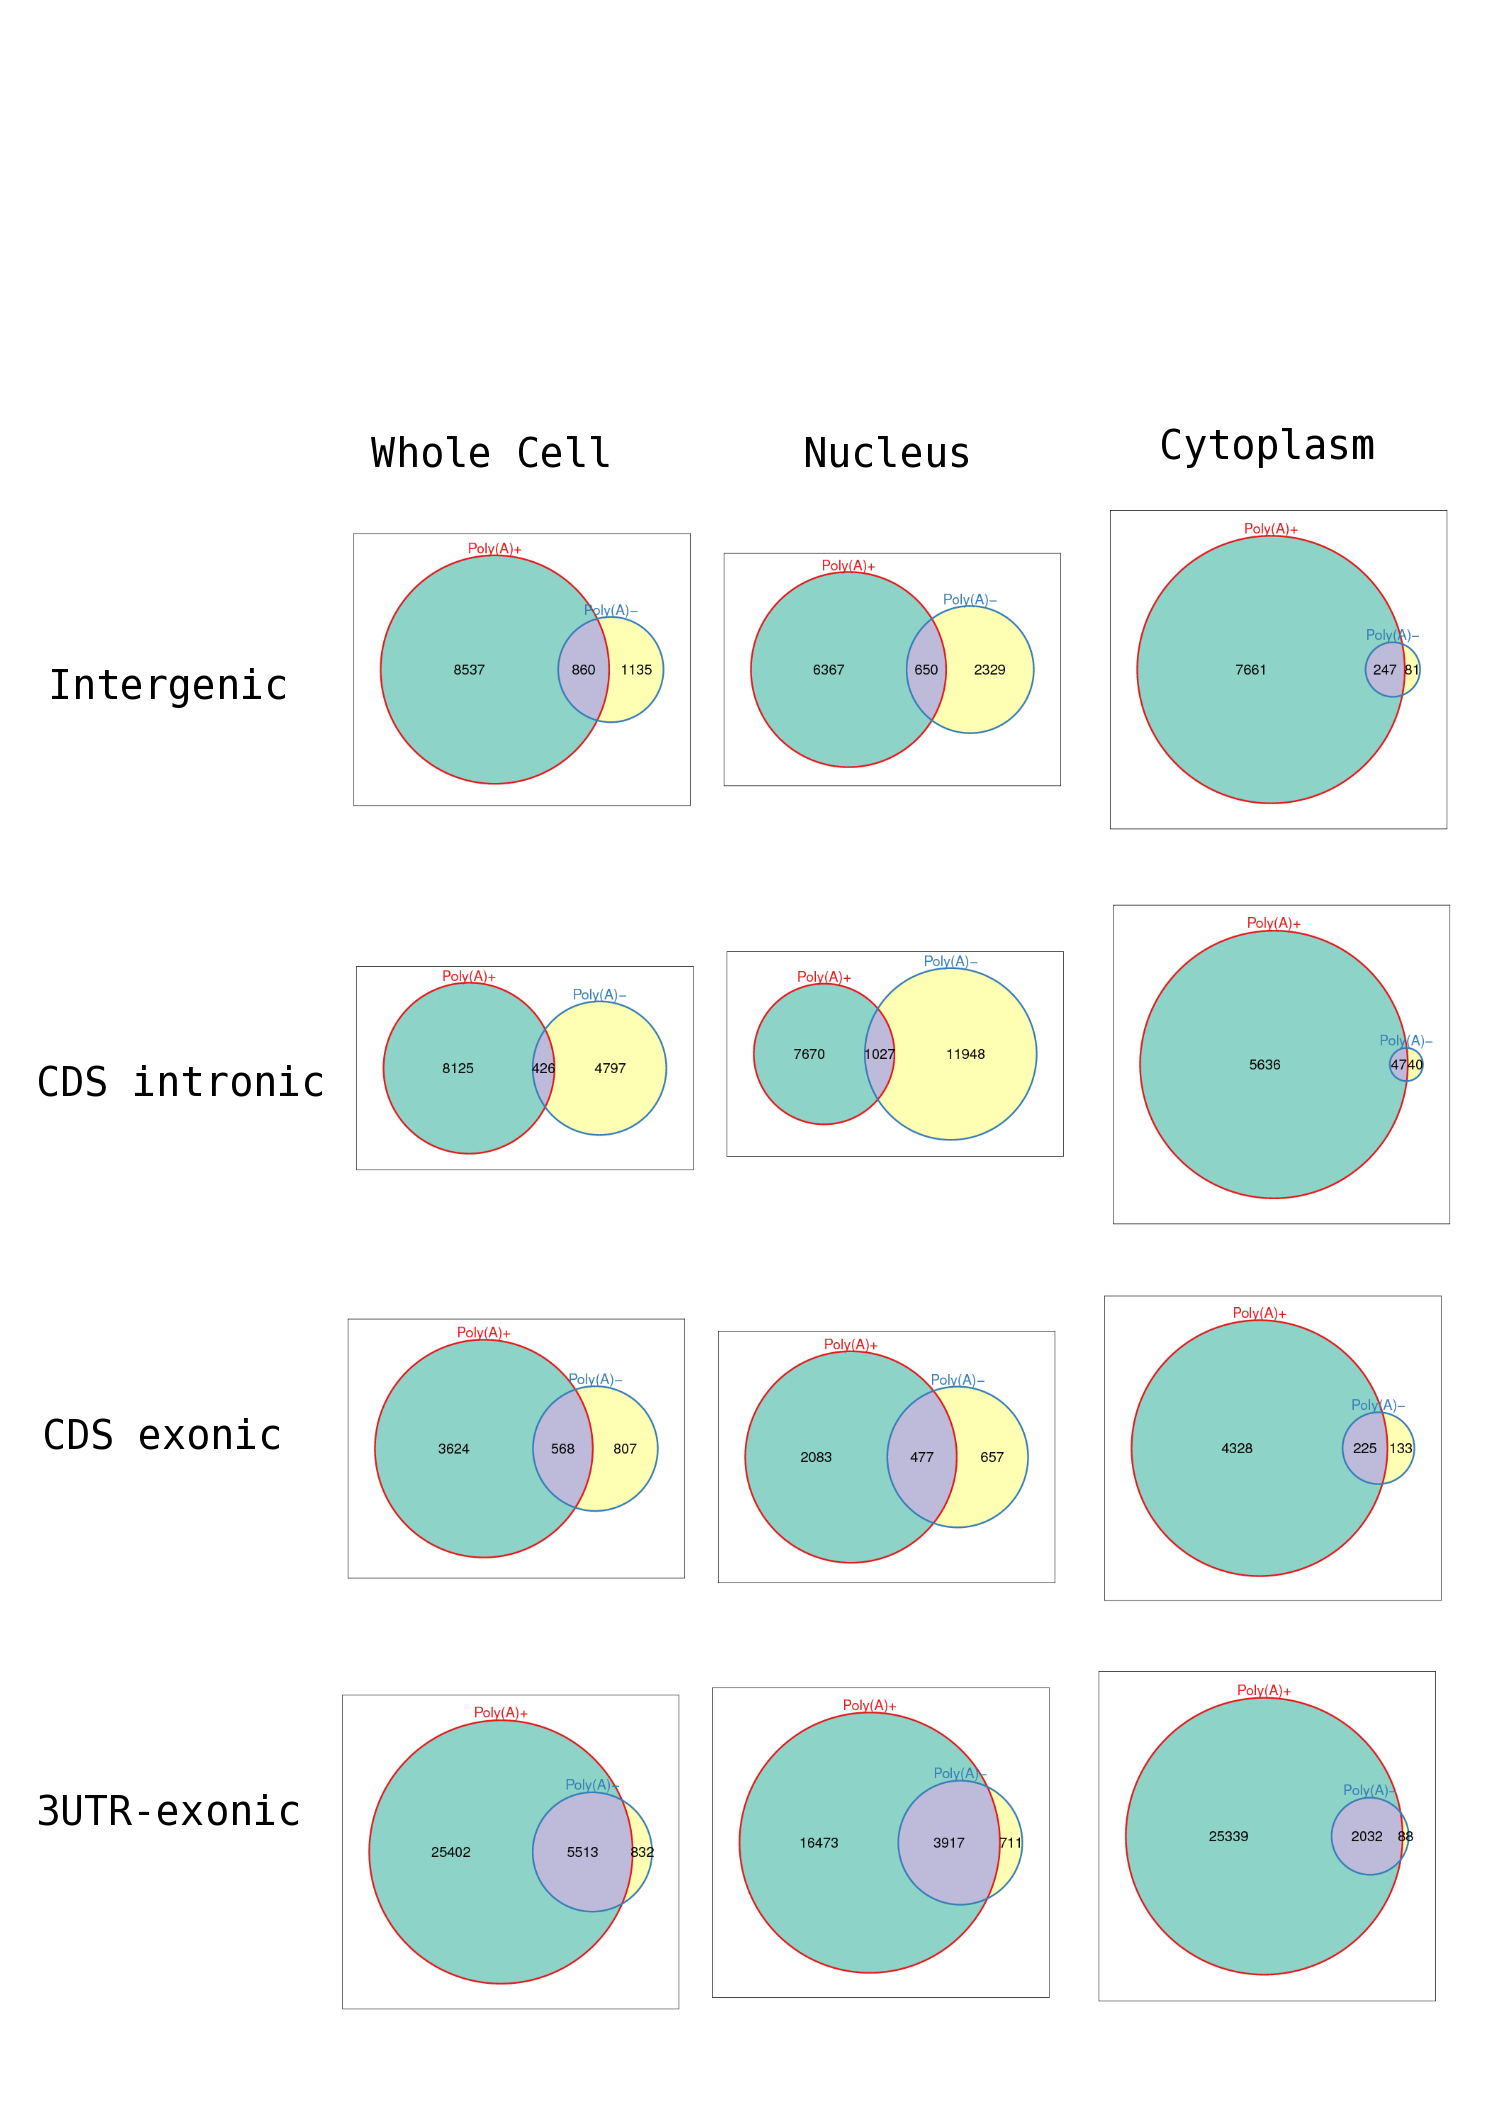 Whole Cell
Nucleus
Cytoplasm
Intergenic
Poly(A)+
Poly(A)−
8537
860
1135
Poly(A)+
Poly(A)−
6367
650
2329
Poly(A)+
Poly(A)−
7661
247
81
CDS intronic
Poly(A)+
Poly(A)−
8125
426
4797
Poly(A)+
Poly(A)−
7670
1027
11948
Poly(A)+
Poly(A)−
5636
47
40
CDS exonic
Poly(A)+
Poly(A)−
3624
568
807
Poly(A)+
Poly(A)−
2083
477
657
Poly(A)+
Poly(A)−
4328
225
133
3UTR-exonic
Poly(A)+
Poly(A)−
25402
5513
832
Poly(A)+
Poly(A)−
16473
3917
711
Poly(A)+
Poly(A)−
25339
2032
88